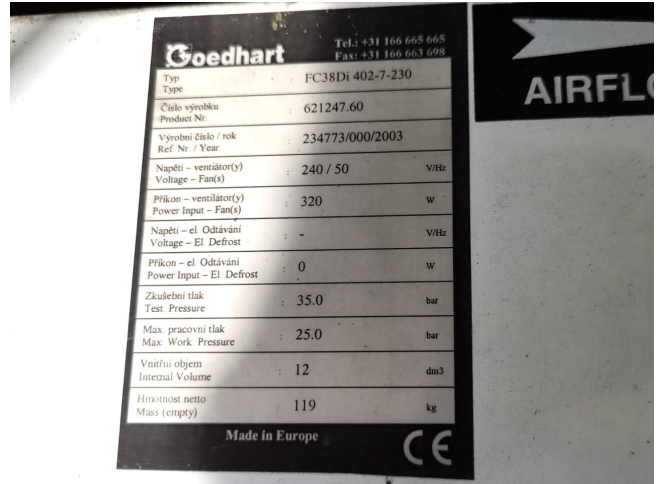 Goedhart
Tel.: +31 166 665 665
Fax: +31 166 663 698
Typ
Type : FC38Di 402-7-230
Číslo výrobku
Product Nr. : 621247.60
Výrobní číslo / rok
Ref. Nr. / Year : 234773/000/2003
Napětí – ventiátor(y)
Voltage – Fan(s) : 240 / 50 V/Hz
Příkon – ventilátor(y)
Power Input – Fan(s) : 320 W
Napětí – el. Odtávání
Voltage – El. Defrost : - V/Hz
Příkon – el. Odtávání
Power Input – El. Defrost : 0 W
Zkušební tlak
Test. Pressure : 35.0 bar
Max. pracovní tlak
Max. Work. Pressure : 25.0 bar
Vnitřní objem
Internal Volume : 12 dm3
Hmotnost netto
Mass (empty) : 119 kg
Made in Europe
CE
AIRFLO